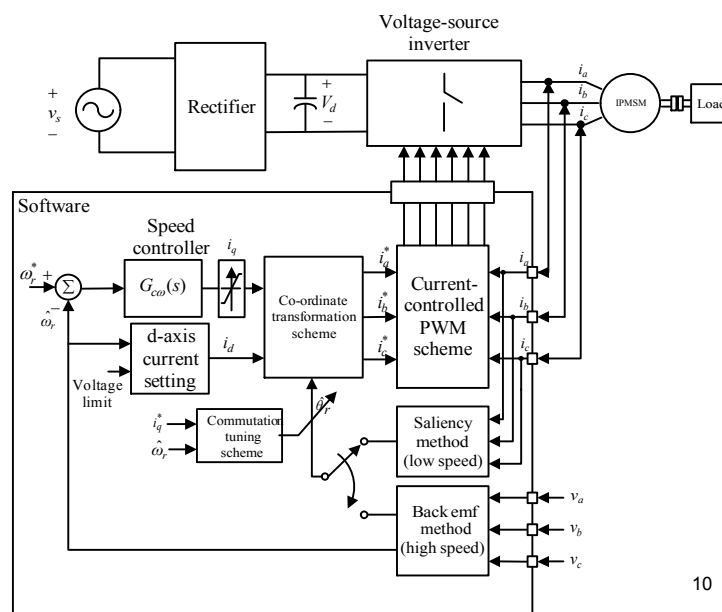 Voltage-source
inverter
Rectifier
+
v_s
−
+
V_d
−
i_a
i_b
i_c
IPMSM
Load
Software
Speed
controller
i_q
ω_r^* +
Σ
−
ω̂_r
G_cω(s)
Co-ordinate
transformation
scheme
i_a^*
i_b^*
i_c^*
Current-
controlled
PWM
scheme
i_a
i_b
i_c
d-axis
current
setting
i_d
Voltage
limit
i_q^*
ω̂_r
Commutation
tuning
scheme
θ̂_r
Saliency
method
(low speed)
Back emf
method
(high speed)
v_a
v_b
v_c
10